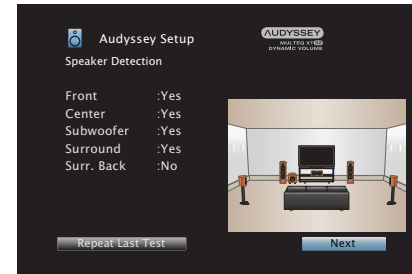 Audyssey Setup
AUDYSSEY
MULTEQ XT32
DYNAMIC VOLUME
Speaker Detection
Front :Yes
Center :Yes
Subwoofer :Yes
Surround :Yes
Surr. Back :No
Repeat Last Test
Next